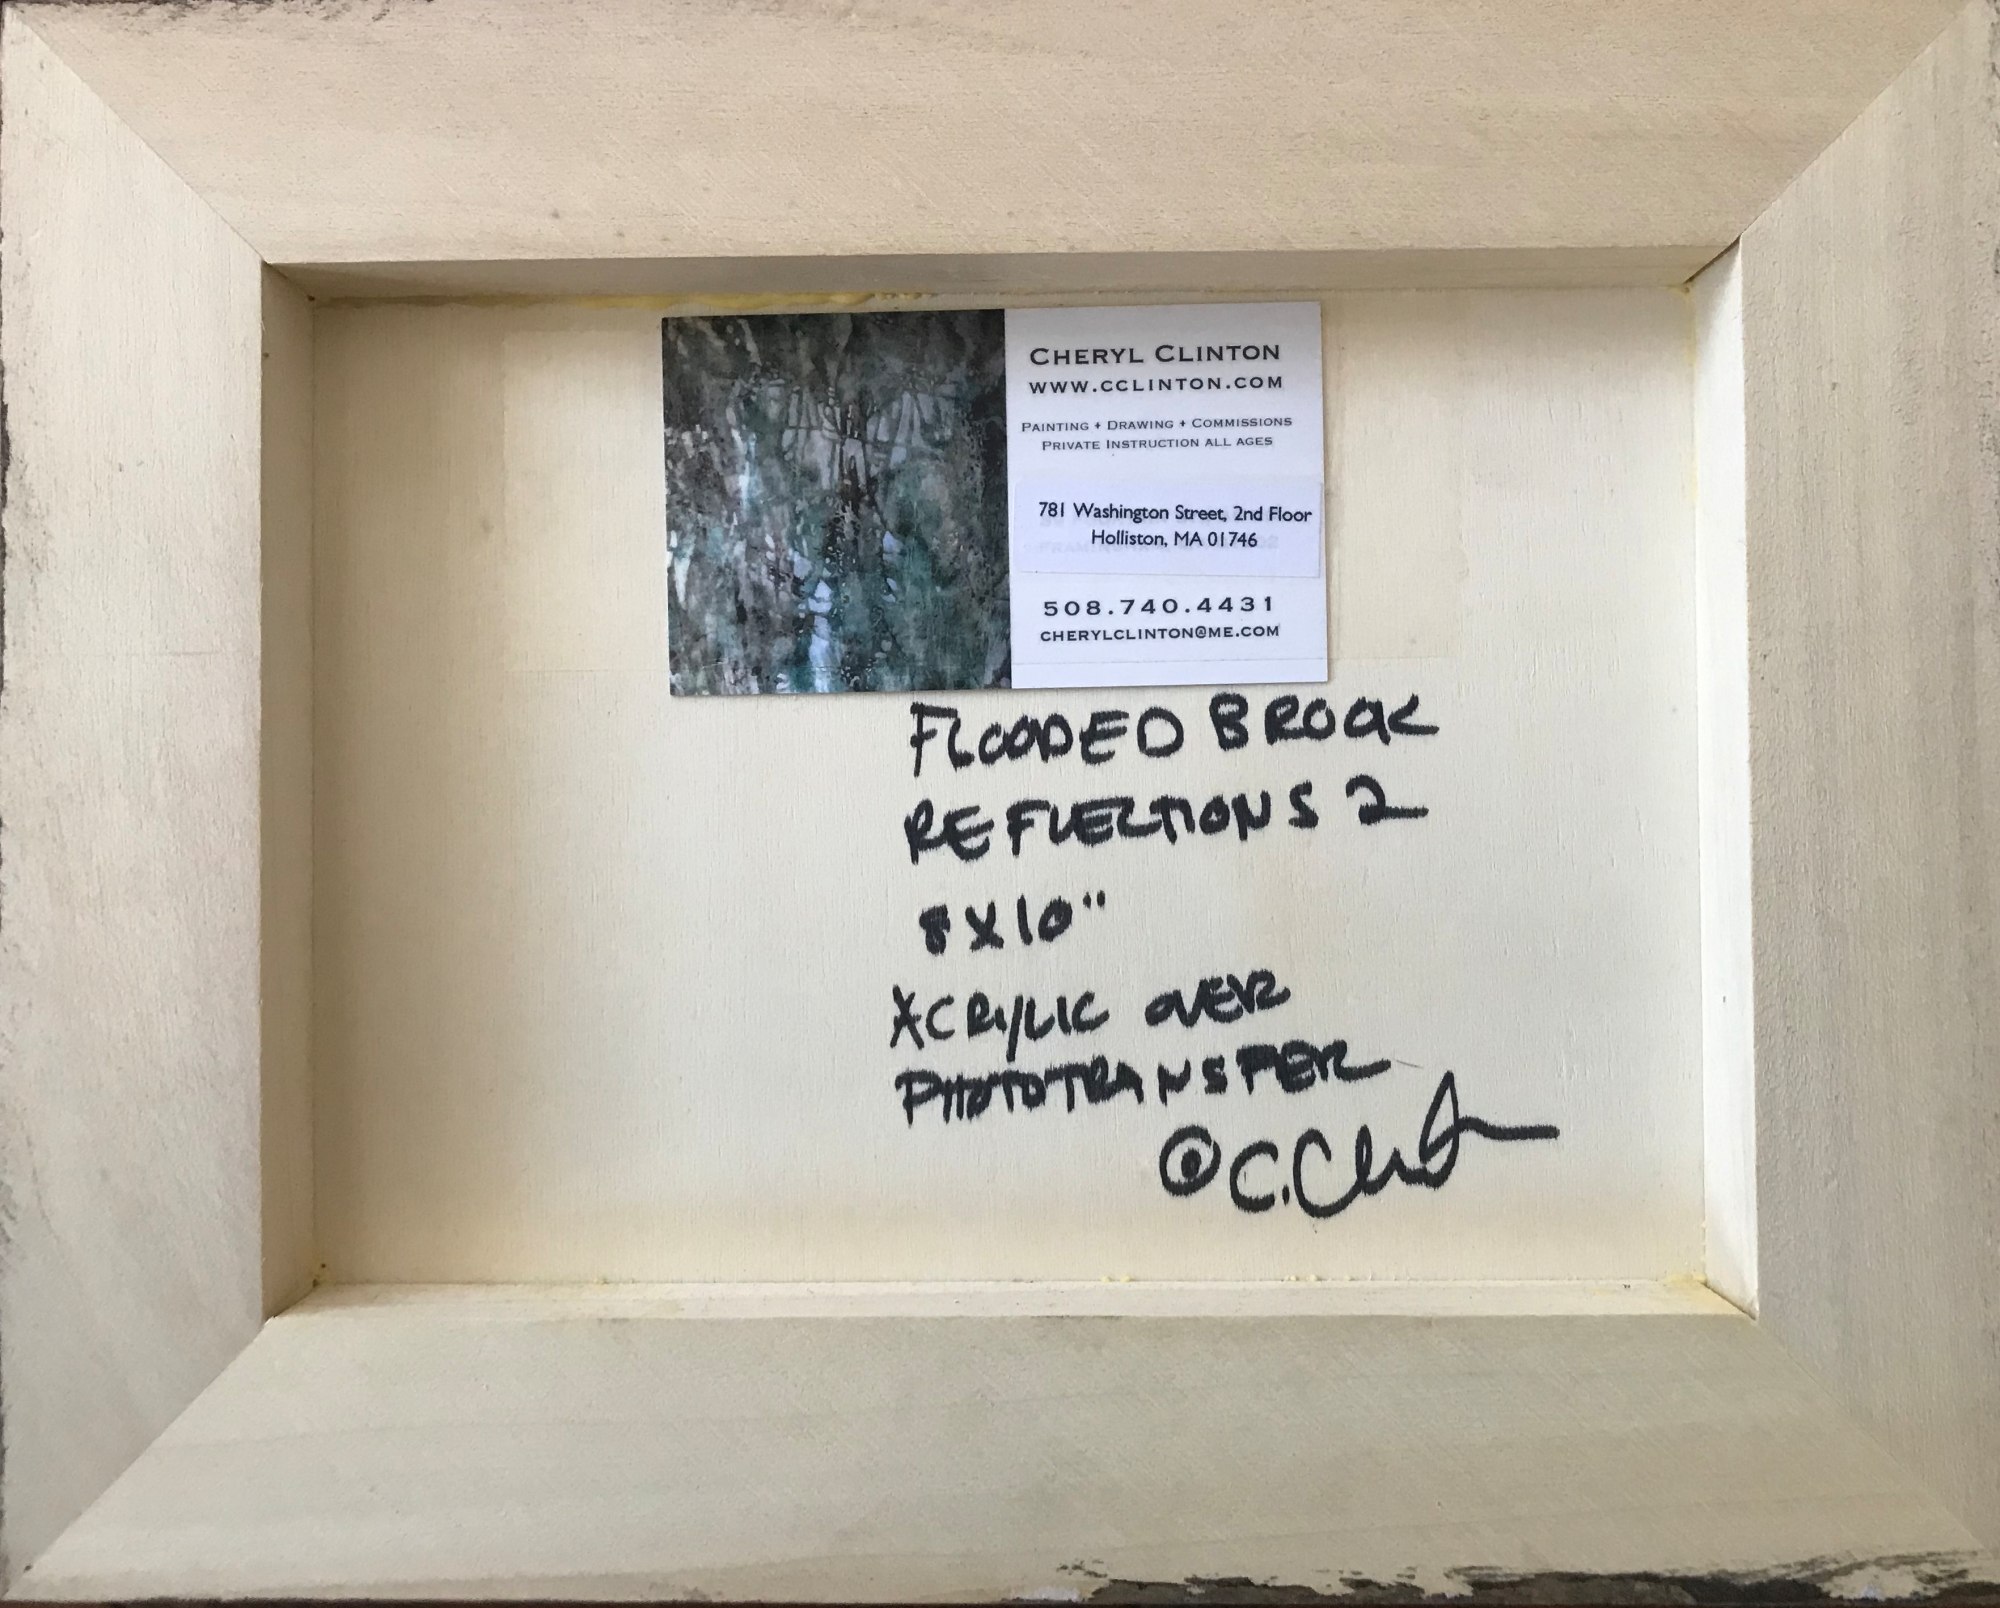 CHERYL CLINTON
WWW.CCLINTON.COM
PAINTING + DRAWING + COMMISSIONS
PRIVATE INSTRUCTION ALL AGES
781 Washington Street, 2nd Floor
Holliston, MA 01746
508.740.4431
CHERYLCLINTON@ME.COM
FLOODED BROOK
REFLECTIONS 2
8X10"
ACRYLIC OVER
PHOTOTRANSFER
© C. Clinton